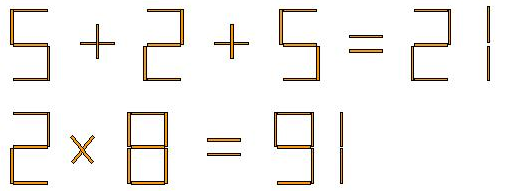 5 + 2 + 5 = 21
2 × 8 = 91